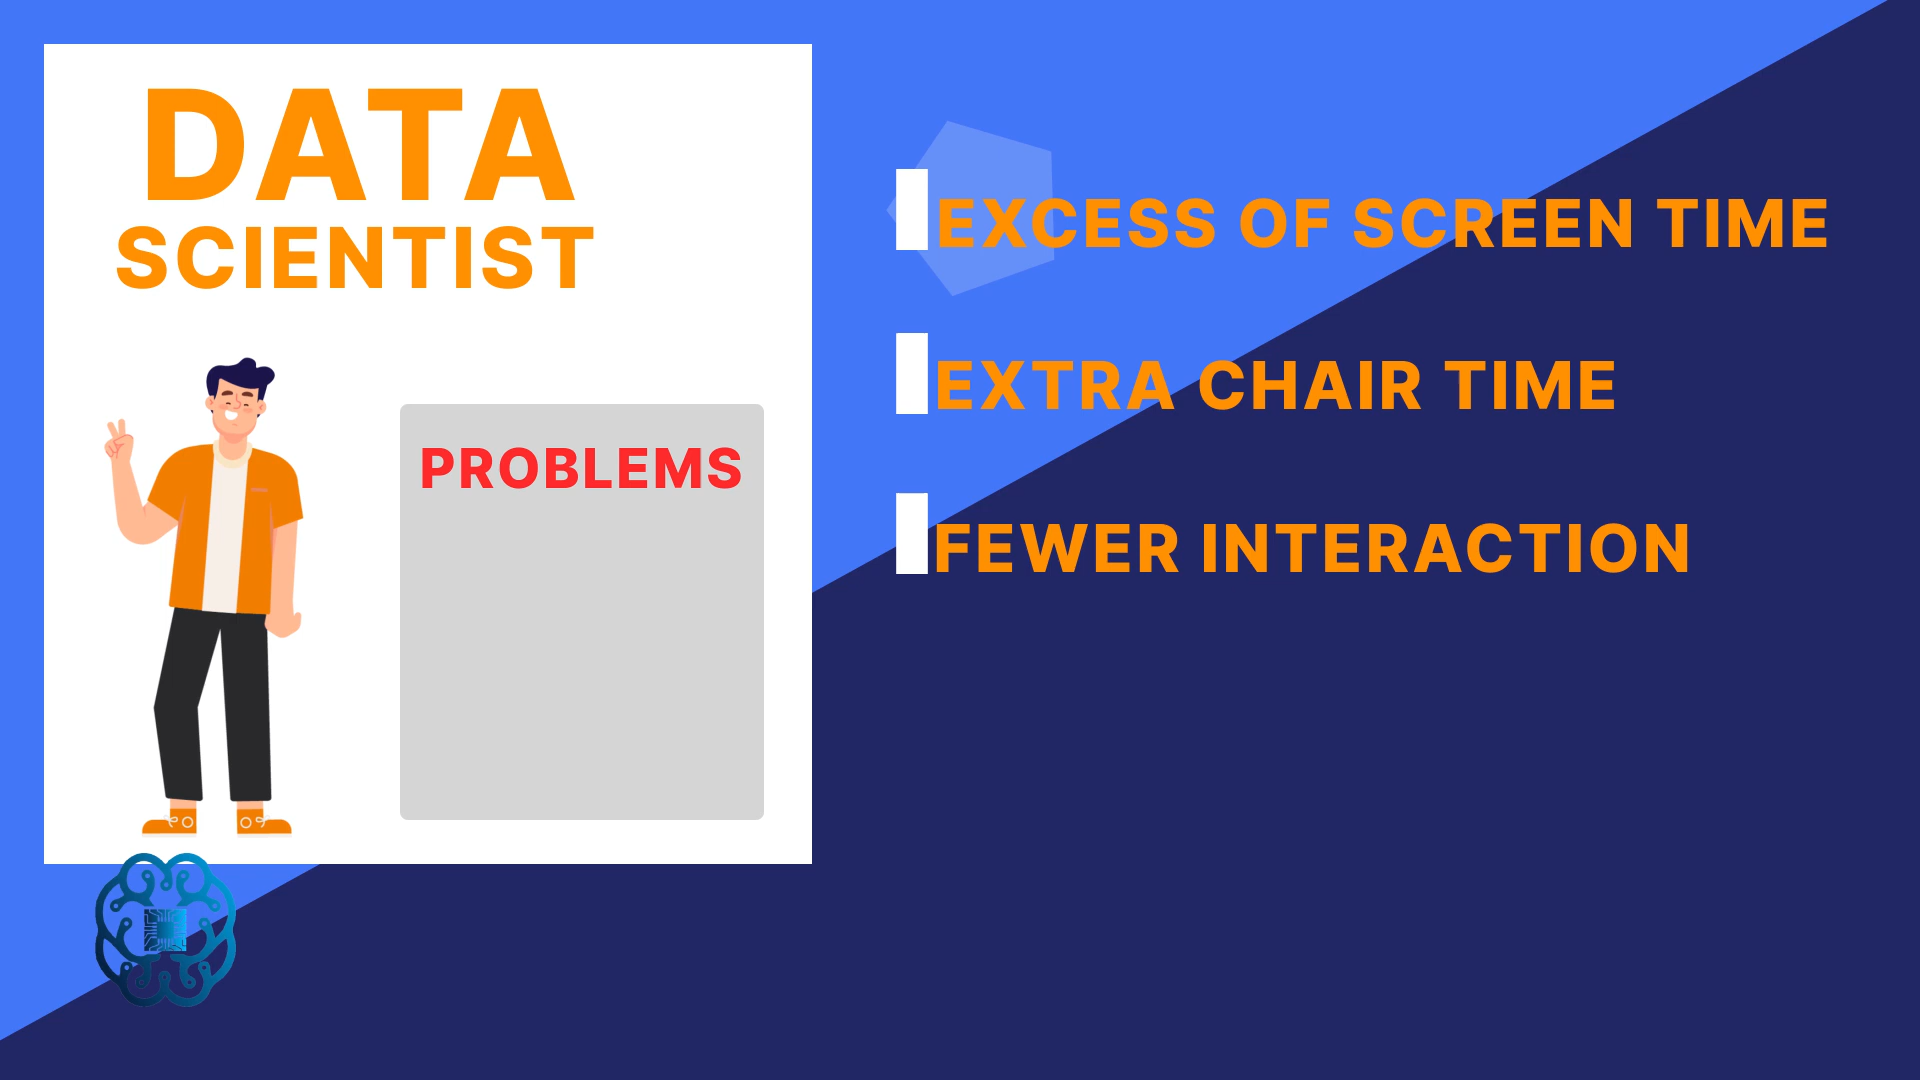 DATA
SCIENTIST
PROBLEMS
EXCESS OF SCREEN TIME
EXTRA CHAIR TIME
FEWER INTERACTION